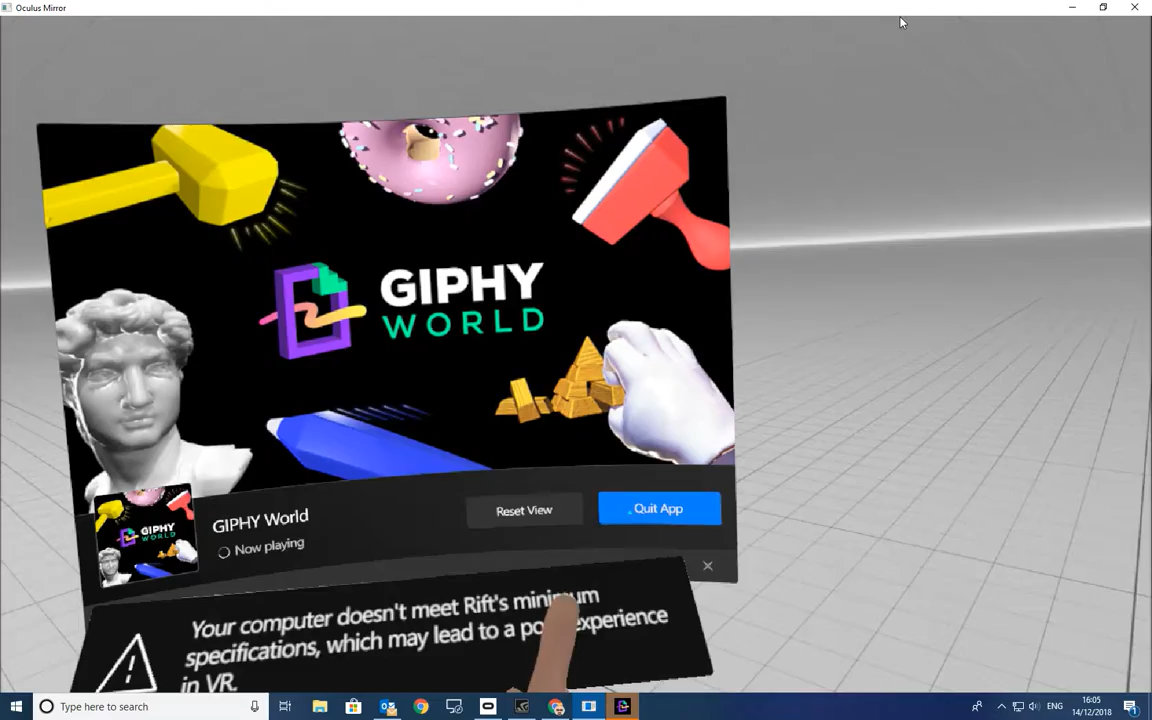 Oculus Mirror
GIPHY
WORLD
GIPHY
WORLD
GIPHY World
Now playing
Reset View
Quit App
Your computer doesn't meet Rift's minimum
specifications, which may lead to a poor experience
in VR.
Type here to search
ENG
16:05
14/12/2018
1